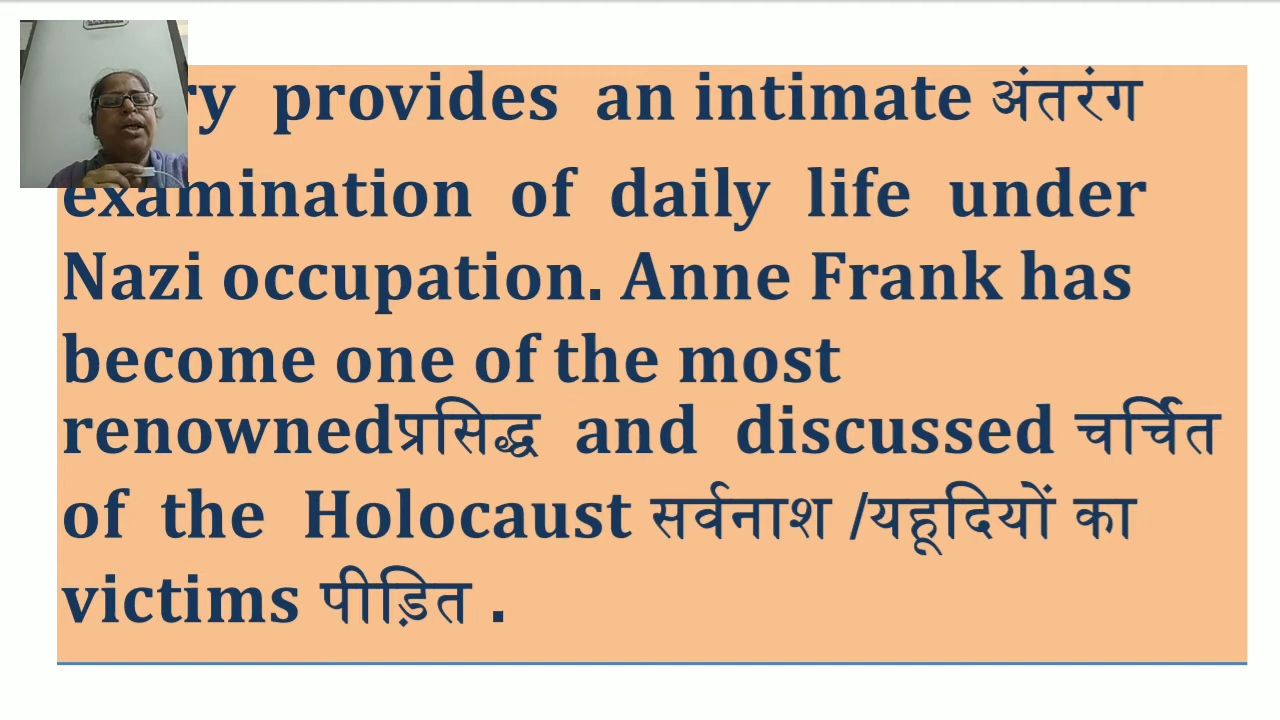 provides an intimate अंतरंग
examination of daily life under
Nazi occupation. Anne Frank has
become one of the most
renownedप्रसिद्ध and discussed चर्चित
of the Holocaust सर्वनाश /यहूदियों का
victims पीड़ित .